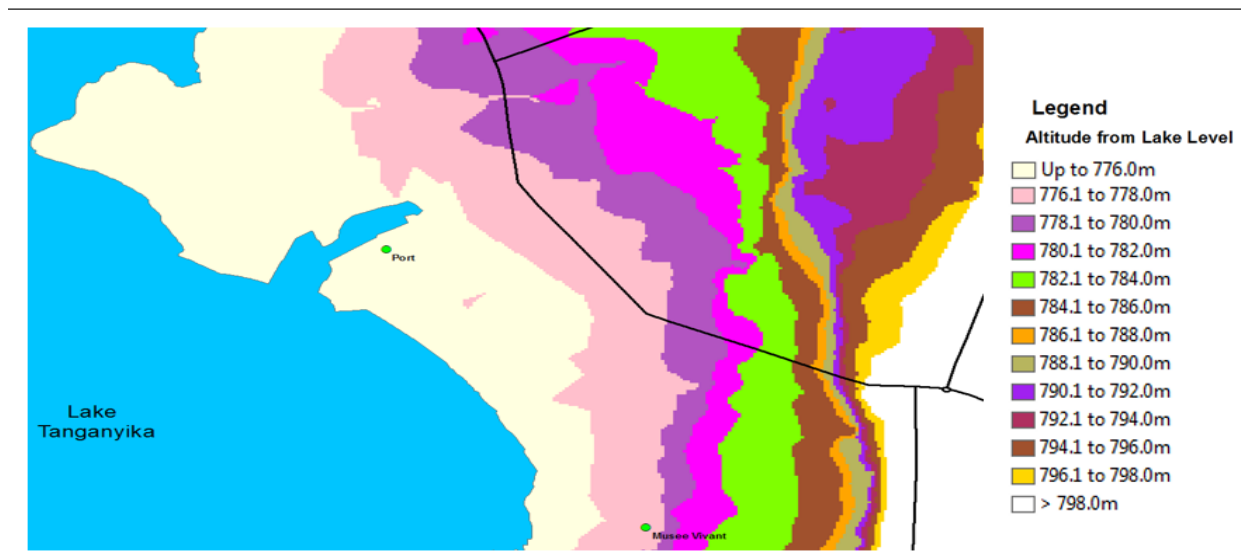 Port
Lake
Tanganyika
Musee Vivant
Legend
Altitude from Lake Level
Up to 776.0m
776.1 to 778.0m
778.1 to 780.0m
780.1 to 782.0m
782.1 to 784.0m
784.1 to 786.0m
786.1 to 788.0m
788.1 to 790.0m
790.1 to 792.0m
792.1 to 794.0m
794.1 to 796.0m
796.1 to 798.0m
> 798.0m